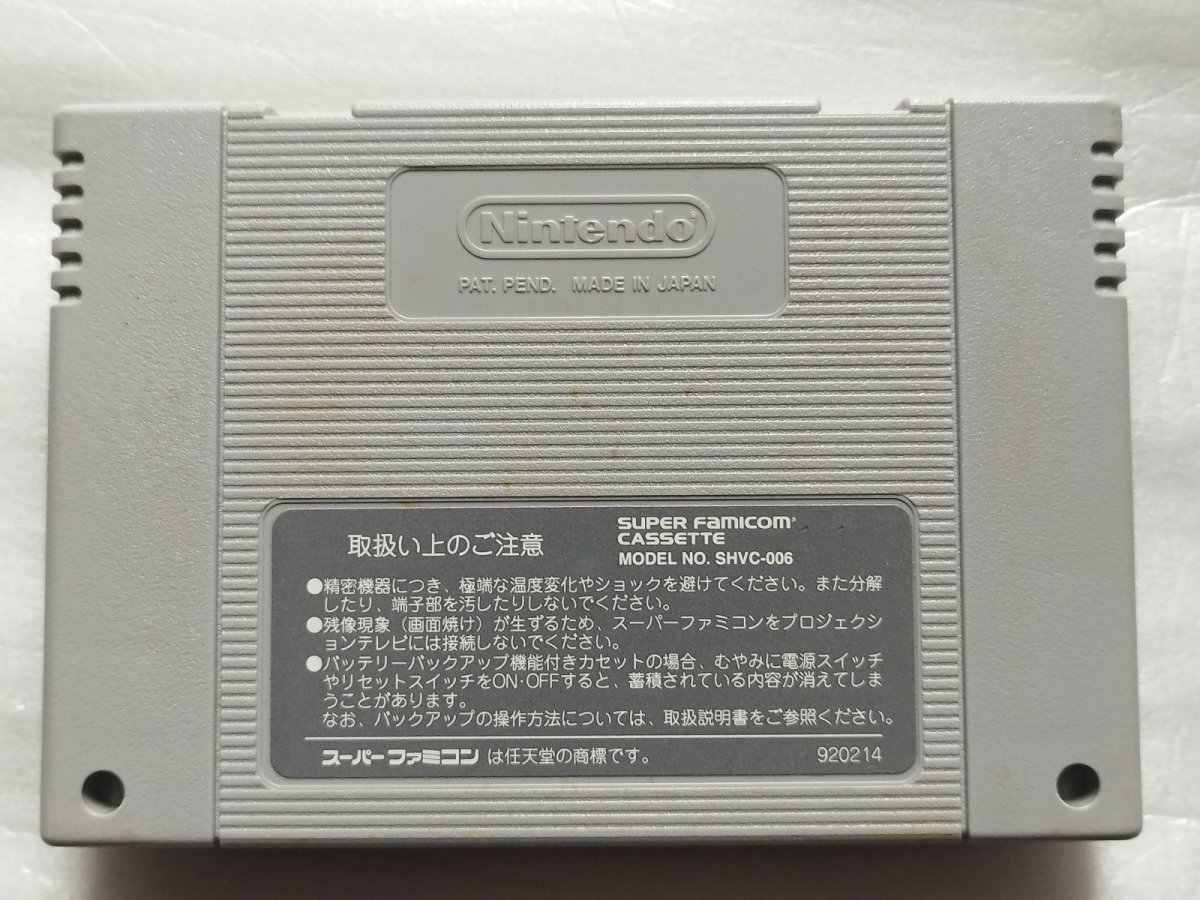 Nintendo®
PAT. PEND. MADE IN JAPAN
取扱い上のご注意
SUPER FAMICOM®
CASSETTE
MODEL NO. SHVC-006
●精密機器につき、極端な温度変化やショックを避けてください。また分解
したり、端子部を汚したりしないでください。
●残像現象(画面焼け)が生ずるため、スーパーファミコンをプロジェクシ
ョンテレビには接続しないでください。
●バッテリーバックアップ機能付きカセットの場合、むやみに電源スイッチ
やリセットスイッチをON·OFFすると、蓄積されている内容が消えてしま
うことがあります。
なお、バックアップの操作方法については、取扱説明書をご参照ください。
スーパーファミコン は任天堂の商標です。 920214